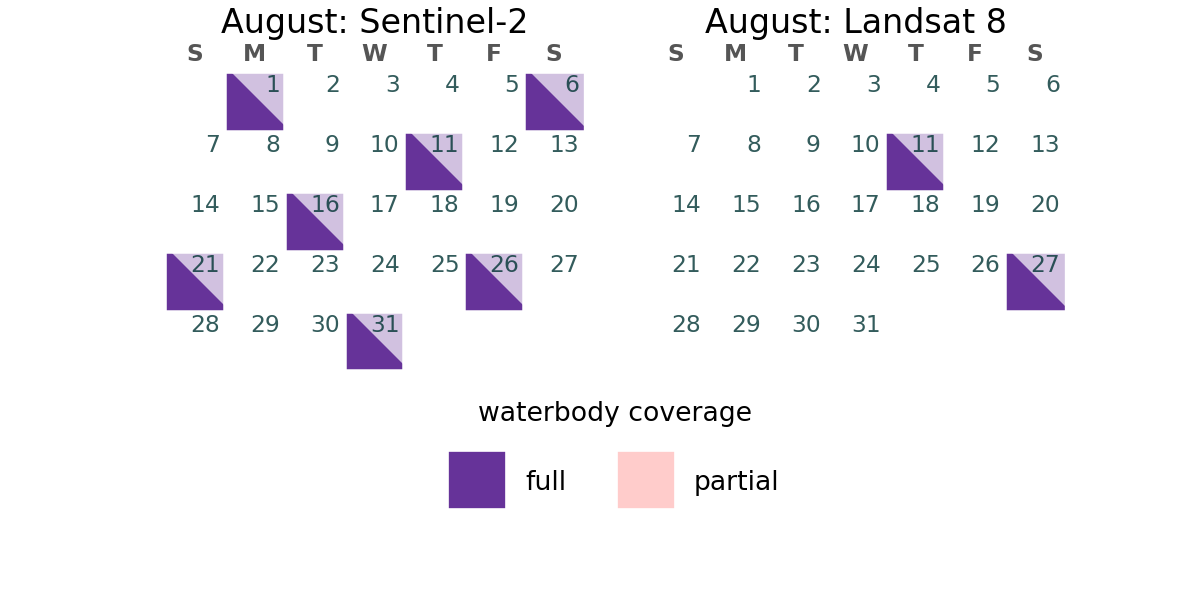 August: Sentinel-2
S M T W T F S
1 2 3 4 5 6
7 8 9 10 11 12 13
14 15 16 17 18 19 20
21 22 23 24 25 26 27
28 29 30 31
August: Landsat 8
S M T W T F S
1 2 3 4 5 6
7 8 9 10 11 12 13
14 15 16 17 18 19 20
21 22 23 24 25 26 27
28 29 30 31
waterbody coverage
full
partial